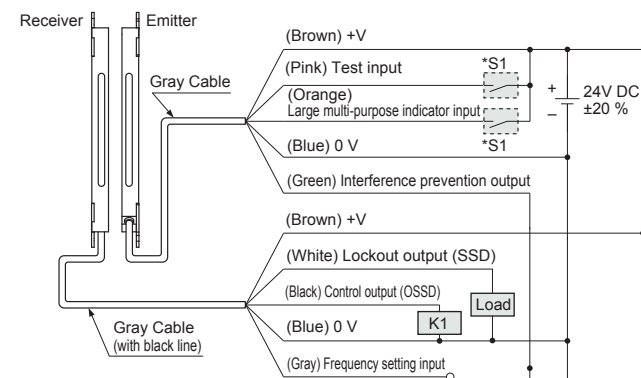 Receiver
Emitter
(Brown) +V
(Pink) Test input
*S1
Gray Cable
(Orange)
Large multi-purpose indicator input
*S1
+
−
24V DC
±20 %
(Blue) 0 V
(Green) Interference prevention output
(Brown) +V
(White) Lockout output (SSD)
(Black) Control output (OSSD)
Load
K1
Gray Cable
(with black line)
(Blue) 0 V
(Gray) Frequency setting input